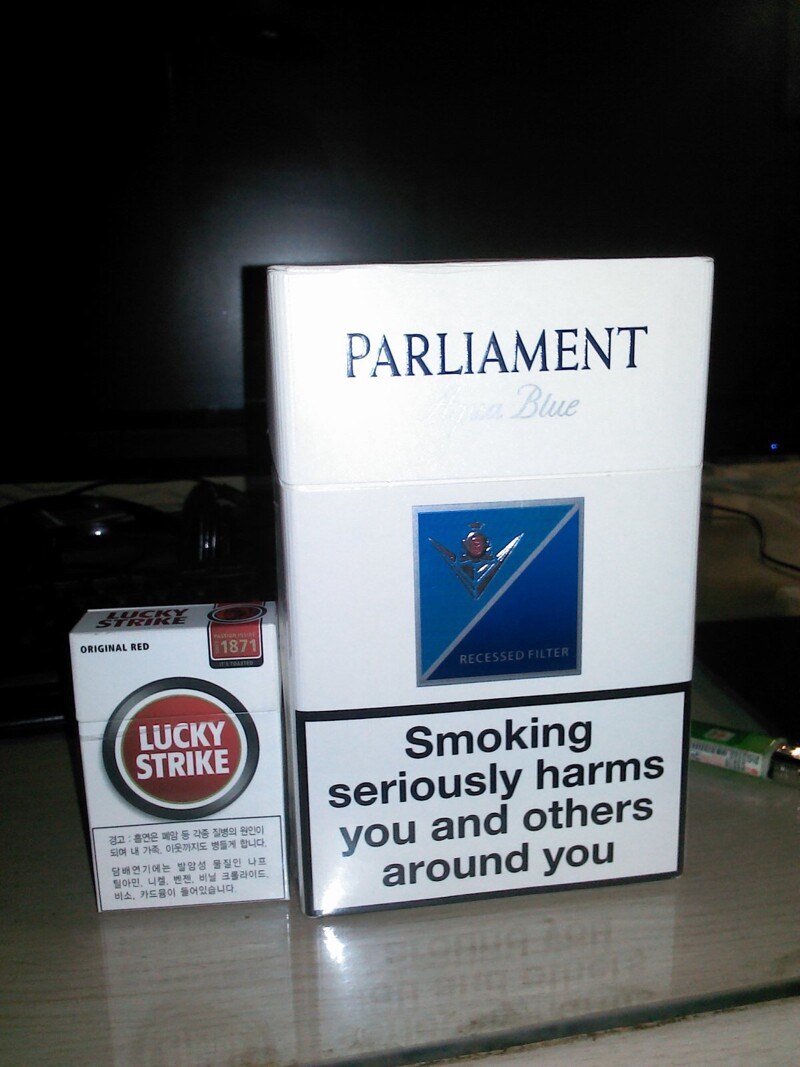 PARLIAMENT
Aqua Blue
RECESSED FILTER
Smoking
seriously harms
you and others
around you
LUCKY
STRIKE
1871
IT'S TOASTED
ORIGINAL RED
LUCKY
STRIKE
경고 : 흡연은 폐암 등 각종 질병의 원인이
되며 내 가족, 이웃까지도 병들게 합니다.
담배연기에는 발암성 물질인 나프
틸아민, 니켈, 벤젠, 비닐 크롤라이드,
비소, 카드뮴이 들어있습니다.